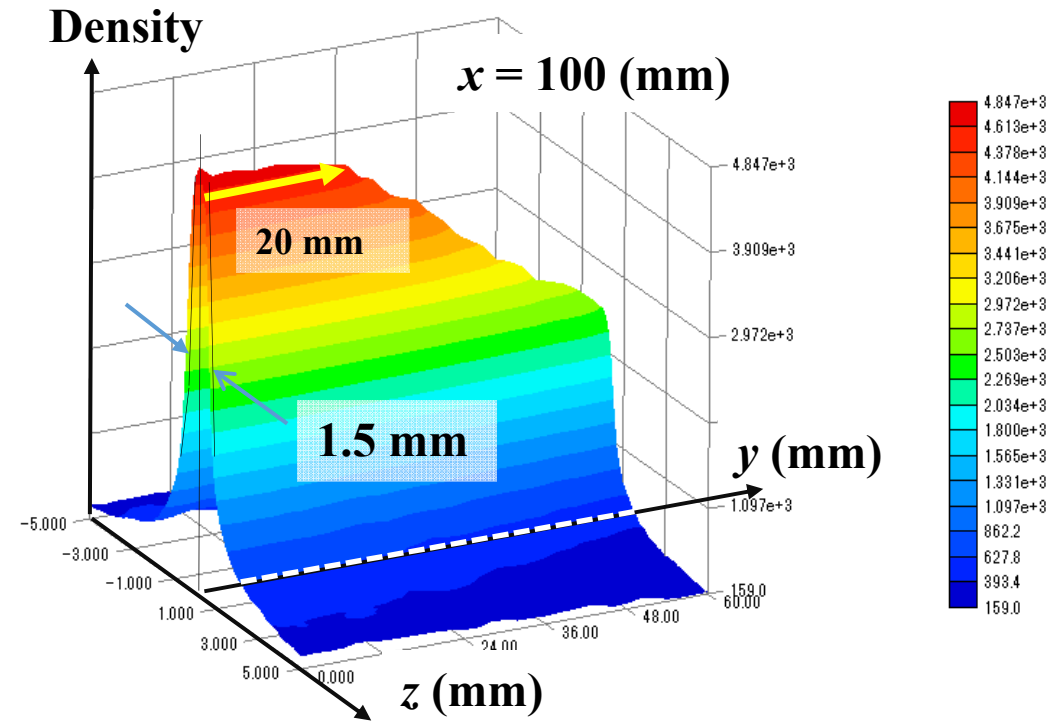 Density
x = 100 (mm)
20 mm
1.5 mm
y (mm)
z (mm)
4.847e+3
3.909e+3
2.972e+3
1.097e+3
159.0
-5.000
-3.000
-1.000
1.000
3.000
5.000
0.000
24.00
36.00
48.00
60.00
4.847e+3
4.613e+3
4.378e+3
4.144e+3
3.909e+3
3.675e+3
3.441e+3
3.206e+3
2.972e+3
2.737e+3
2.503e+3
2.269e+3
2.034e+3
1.800e+3
1.565e+3
1.331e+3
1.097e+3
862.2
627.8
393.4
159.0